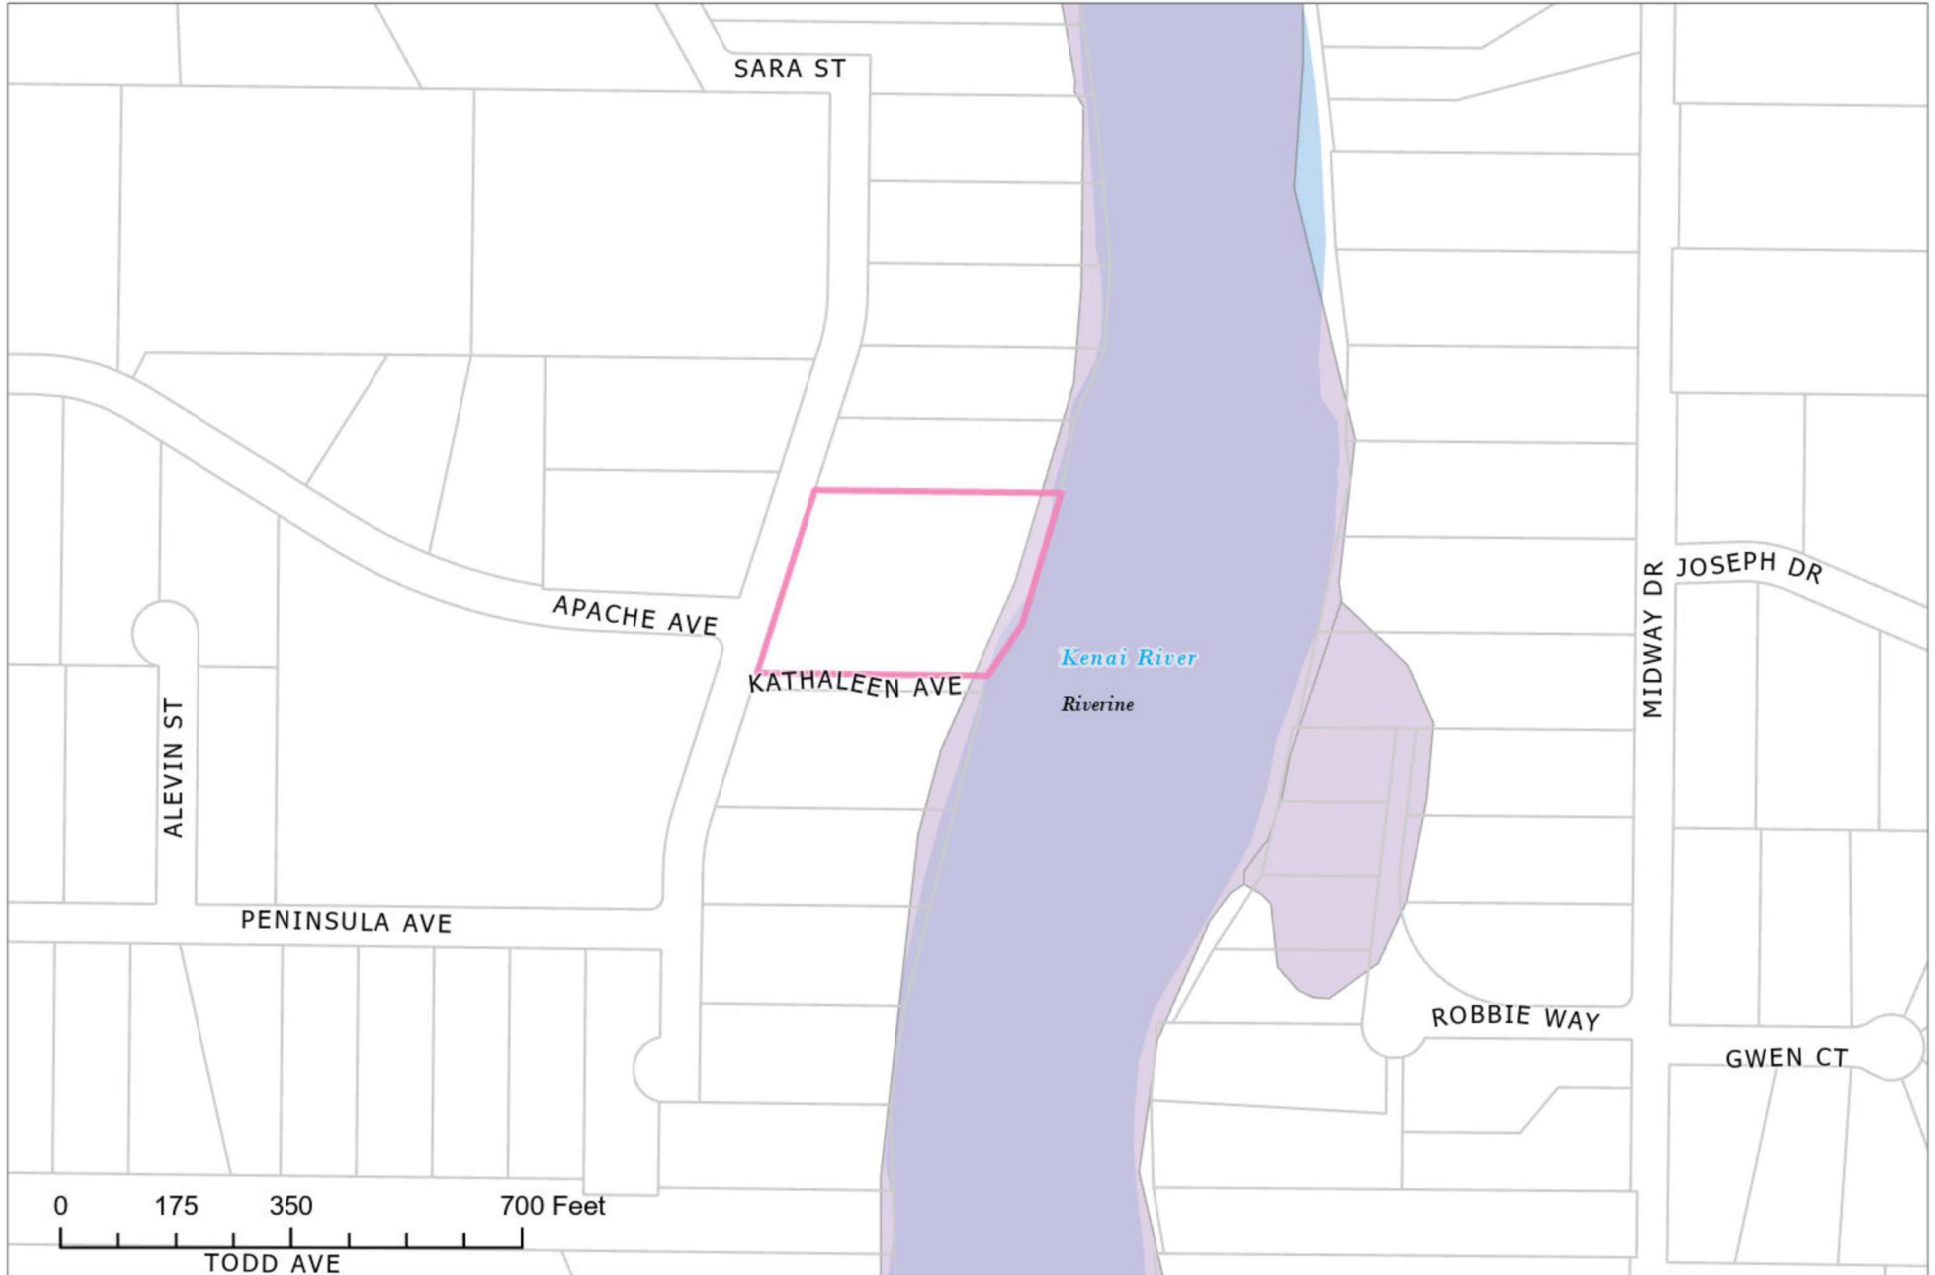 SARA ST
APACHE AVE
JOSEPH DR
MIDWAY DR
Kenai River
KATHALEEN AVE
Riverine
ALEVIN ST
PENINSULA AVE
ROBBIE WAY
GWEN CT
0 175 350 700 Feet
TODD AVE